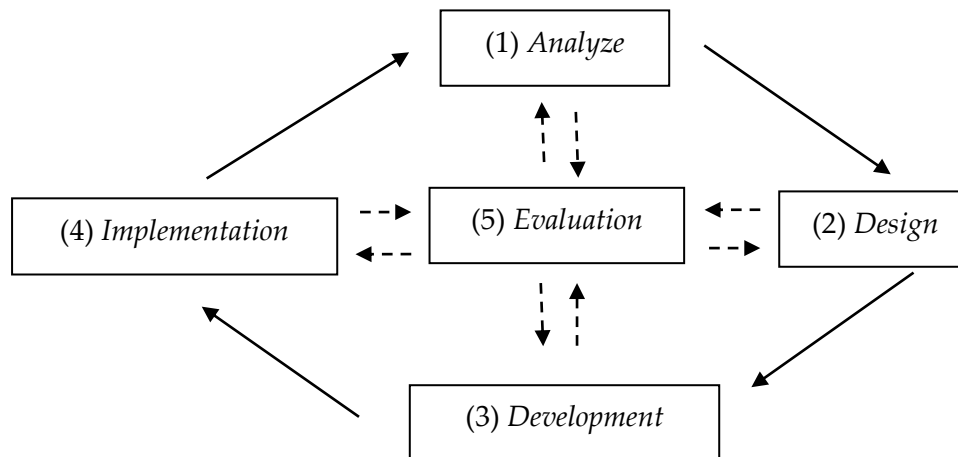 (1) Analyze
(4) Implementation
(5) Evaluation
(2) Design
(3) Development